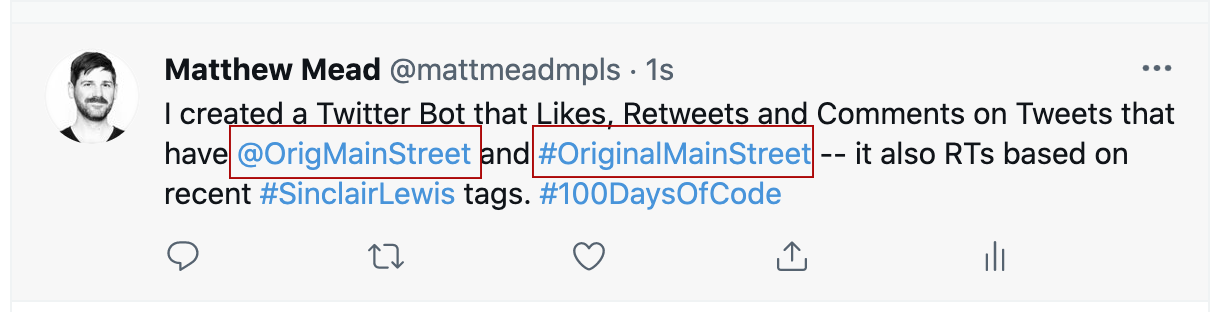 Matthew Mead @mattmeadmpls · 1s
I created a Twitter Bot that Likes, Retweets and Comments on Tweets that
have @OrigMainStreet and #OriginalMainStreet -- it also RTs based on
recent #SinclairLewis tags. #100DaysOfCode